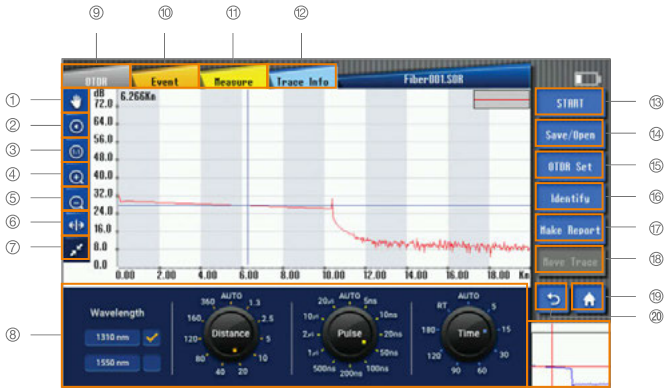 ⑨ ⑩ ⑪ ⑫
OTDR Event Measure Trace Info Fiber001.SOR
① ② ③ ④ ⑤ ⑥ ⑦ ⑧
dB
6.266Km
72.0
64.0
56.0
48.0
40.0
32.0
24.0
16.0
8.0
0.0
0.00 2.00 4.00 6.00 8.00 10.00 12.00 14.00 16.00 18.00 Km
1:1
START ⑬
Save/Open ⑭
OTDR Set ⑮
Identify ⑯
Make Report ⑰
Move Trace ⑱
⑲
⑳
Wavelength
1310 nm
1550 nm
Distance
AUTO 1.3 2.5 5 10 20 40 80 120 160 360
Pulse
AUTO 5ns 10ns 20ns 50ns 100ns 200ns 500ns 1μs 2μs 10μs 20μs
Time
AUTO 5 15 30 60 90 120 180 RT